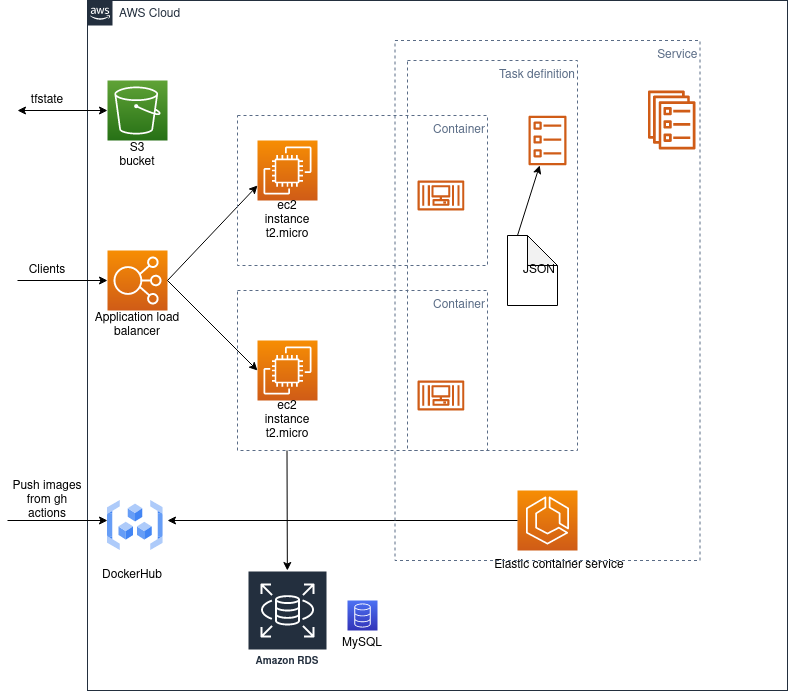 aws
AWS Cloud
Service
Task definition
tfstate
S3
bucket
Container
ec2
instance
t2.micro
Clients
JSON
Application load
balancer
Container
ec2
instance
t2.micro
Push images
from gh
actions
DockerHub
Elastic container service
Amazon RDS
MySQL